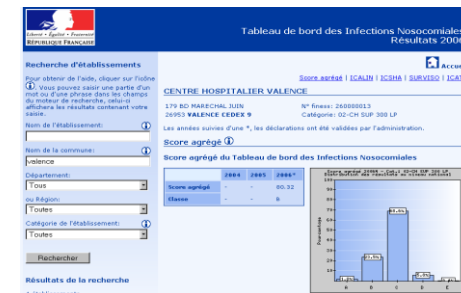 Liberté • Égalité • Fraternité
RÉPUBLIQUE FRANÇAISE
Tableau de bord des Infections Nosocomiales
Résultats 2006
Recherche d'établissements
Pour obtenir de l'aide, cliquer sur l'icône
. Vous pouvez saisir une partie d'un
mot ou d'une phrase dans les champs
du moteur de recherche, celui-ci
affichera les résultats contenant votre
saisie.
Nom de l'établissement:
Nom de la commune:
valence
Département:
Tous
ou Région:
Toutes
Catégorie de l'établissement:
Toutes
Rechercher
Résultats de la recherche
Accu
Score agrégé | ICALIN | ICSHA | SURVISO | ICA
CENTRE HOSPITALIER VALENCE
179 BD MARECHAL JUIN
26953 VALENCE CEDEX 9
N° finess: 260000013
Catégorie: 02-CH SUP 300 LP
Les années suivies d'une *, les déclarations ont été validées par l'administration.
Score agrégé
Score agrégé du Tableau de bord des Infections Nosocomiales
2004 2005 2006*
Score agrégé - - 80.32
Classe - -
A B C D E